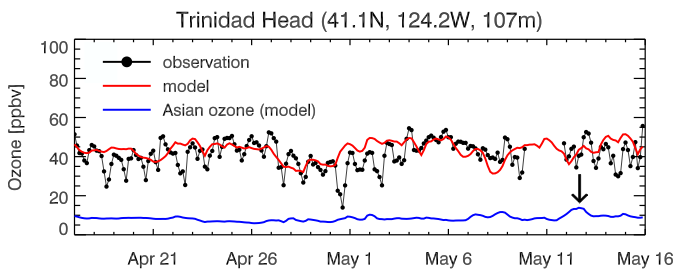 Trinidad Head (41.1N, 124.2W, 107m)
100
80
60
40
20
0
Ozone [ppbv]
observation
model
Asian ozone (model)
Apr 21 Apr 26 May 1 May 6 May 11 May 16